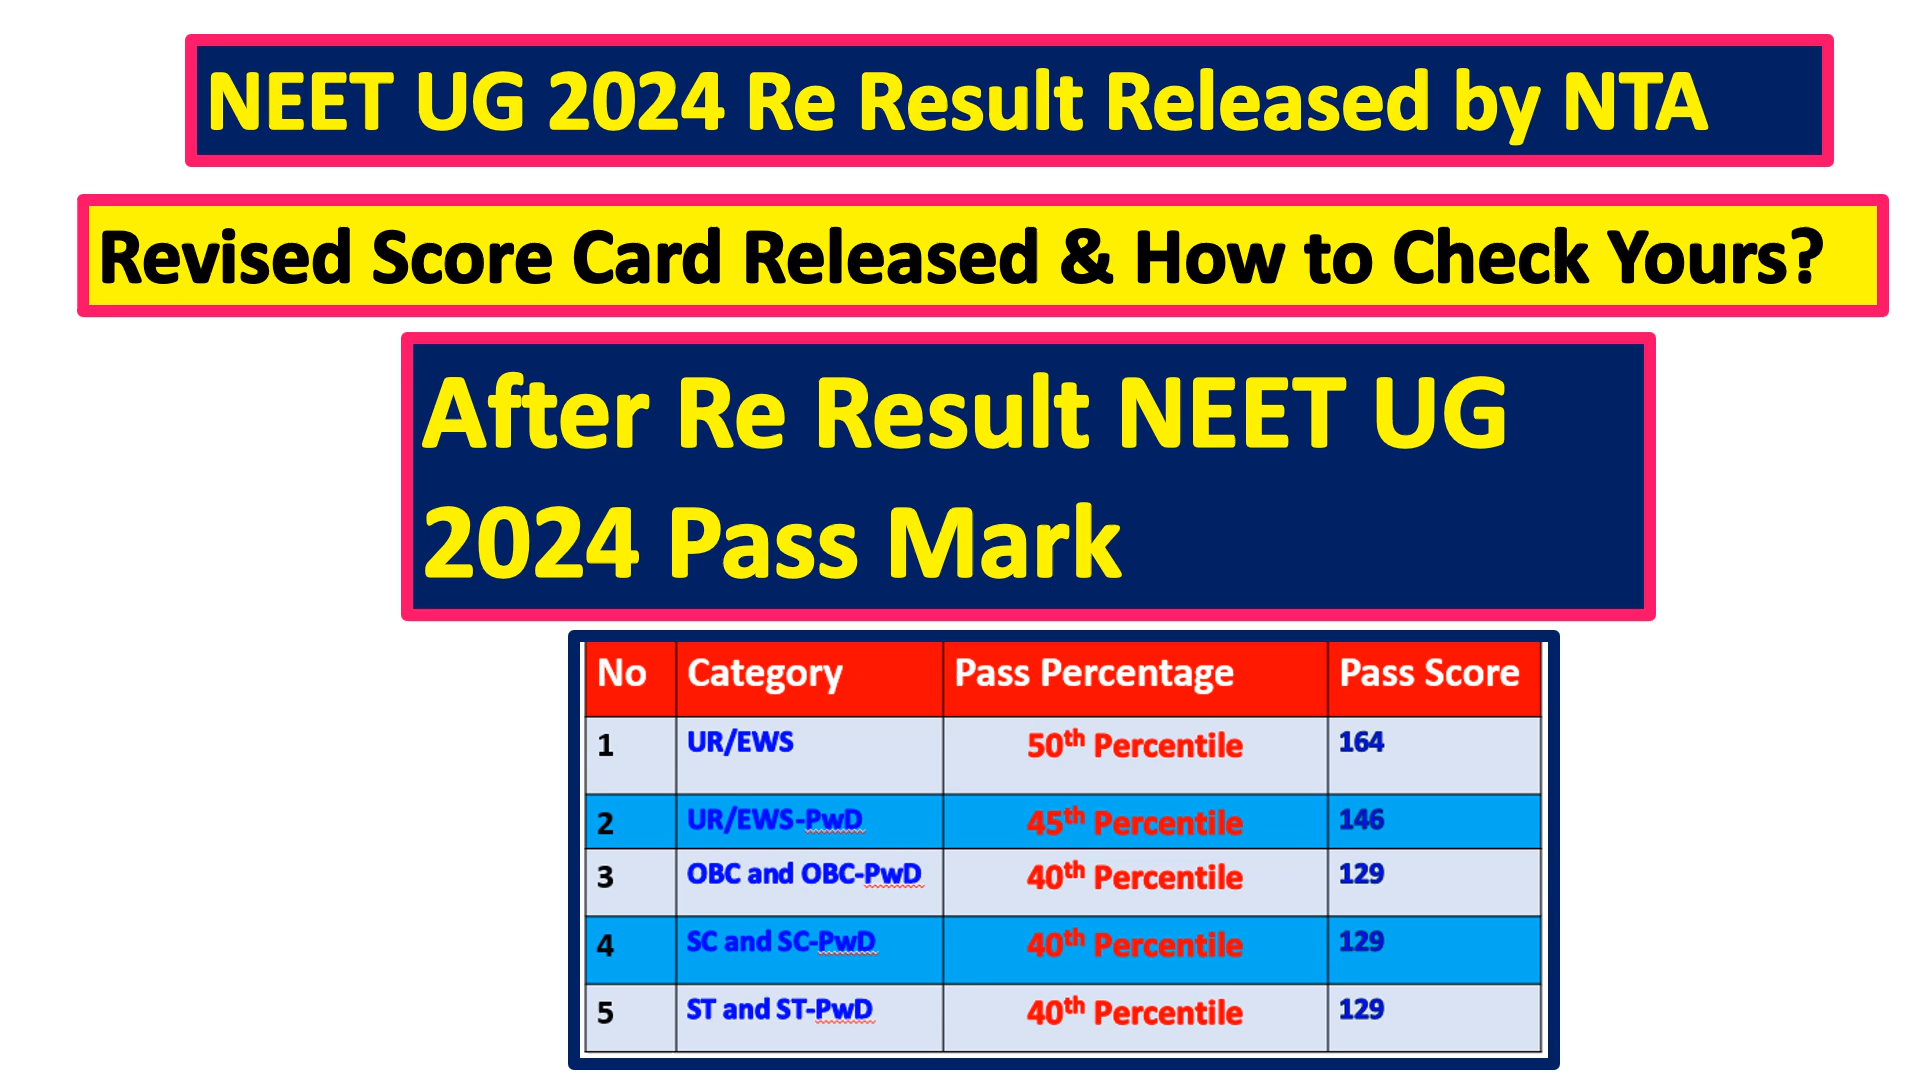 NEET UG 2024 Re Result Released by NTA
Revised Score Card Released & How to Check Yours?
After Re Result NEET UG
2024 Pass Mark
No Category Pass Percentage Pass Score
1 UR/EWS 50th Percentile 164
2 UR/EWS-PwD 45th Percentile 146
3 OBC and OBC-PwD 40th Percentile 129
4 SC and SC-PwD 40th Percentile 129
5 ST and ST-PwD 40th Percentile 129